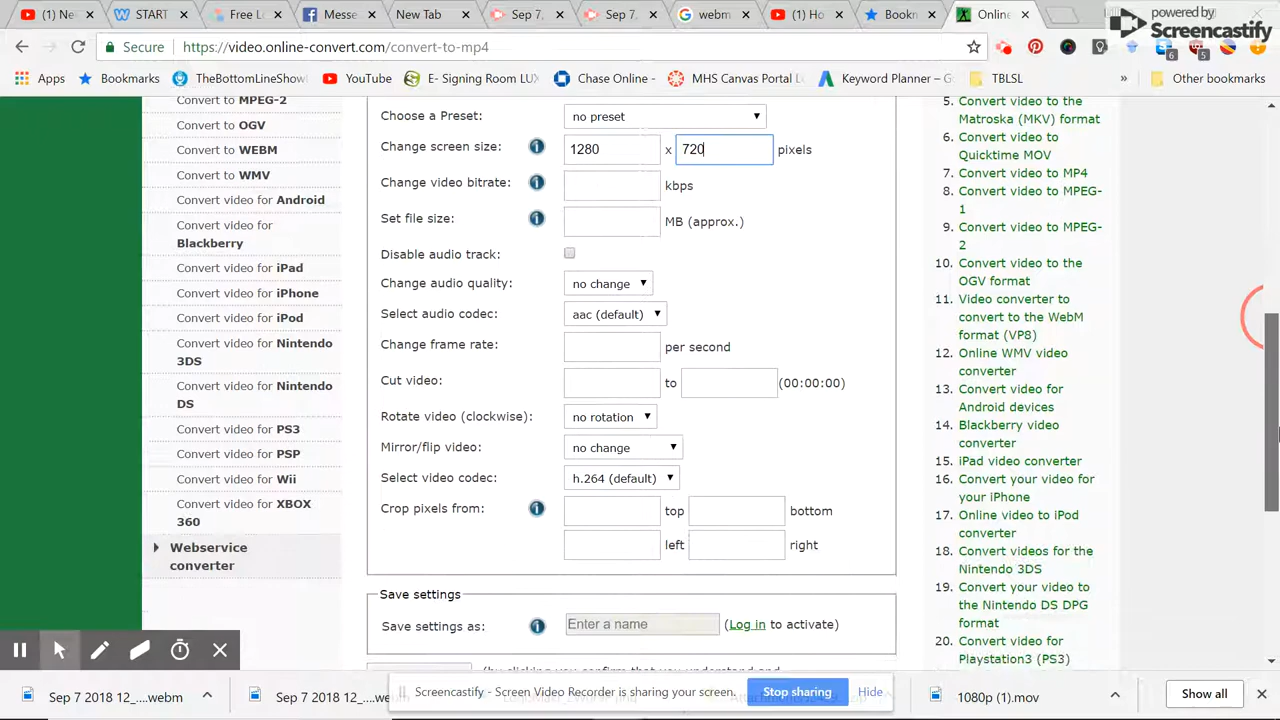 Ne
START
Free
Messe
New Tab
Sep 7.
Sep 7.
web
(1) Ho
Bookn
Online
powered by
Screencastify
Secure
https://video.online-convert.com/convert-to-mp4
6
5
Apps
Bookmarks
TheBottomLineShow
YouTube
E- Shining Room LUX
Chase Online -
MHS Canvas Portal Lo
Keyword Planner – G
TBLSL
»
Other bookmarks
Convert to MPEG-2
Convert to OGV
Convert to WEBM
Convert to WMV
Convert video for Android
Convert video for
Blackberry
Convert video for iPad
Convert video for iPhone
Convert video for iPod
Convert video for Nintendo
3DS
Convert video for Nintendo
DS
Convert video for PS3
Convert video for PSP
Convert video for Wii
Convert video for XBOX
360
Webservice
converter
Choose a Preset: no preset
Change screen size: 1280 x 720 pixels
Change video bitrate: kbps
Set file size: MB (approx.)
Disable audio track:
Change audio quality: no change
Select audio codec: aac (default)
Change frame rate: per second
Cut video: to (00:00:00)
Rotate video (clockwise): no rotation
Mirror/flip video: no change
Select video codec: h.264 (default)
Crop pixels from: top bottom
left right
Save settings
Save settings as: Enter a name (Log in to activate)
(by clicking you confirm that you understand and
5. Convert video to the
Matroska (MKV) format
6. Convert video to
Quicktime MOV
7. Convert video to MP4
8. Convert video to MPEG-
1
9. Convert video to MPEG-
2
10. Convert video to the
OGV format
11. Video converter to
convert to the WebM
format (VP8)
12. Online WMV video
converter
13. Convert video for
Android devices
14. Blackberry video
converter
15. iPad video converter
16. Convert your video for
your iPhone
17. Online video to iPod
converter
18. Convert videos for the
Nintendo 3DS
19. Convert your video to
the Nintendo DS DPG
format
20. Convert video for
Playstation3 (PS3)
Sep 7 2018 12_....webm
Sep 7 2018 12_
Screencastify - Screen Video Recorder is sharing your screen.
Stop sharing
Hide
1080p (1).mov
Show all